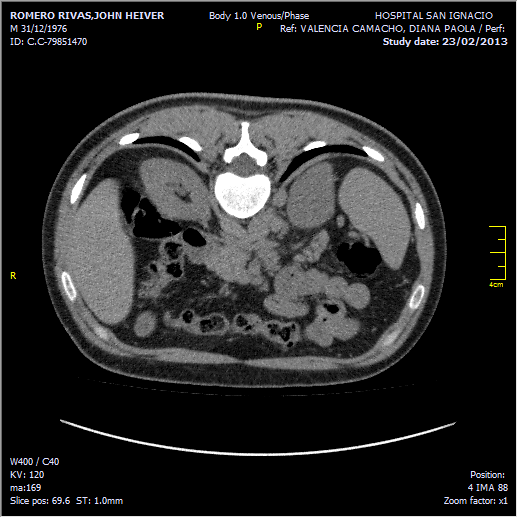 ROMERO RIVAS,JOHN HEIVER
M 31/12/1976
ID: C.C-79851470
Body 1.0 Venous/Phase
P
HOSPITAL SAN IGNACIO
Ref: VALENCIA CAMACHO, DIANA PAOLA / Perf:
Study date: 23/02/2013
R
4cm
W400 / C40
KV: 120
ma:169
Slice pos: 69.6 ST: 1.0mm
Position:
4 IMA 88
Zoom factor: x1